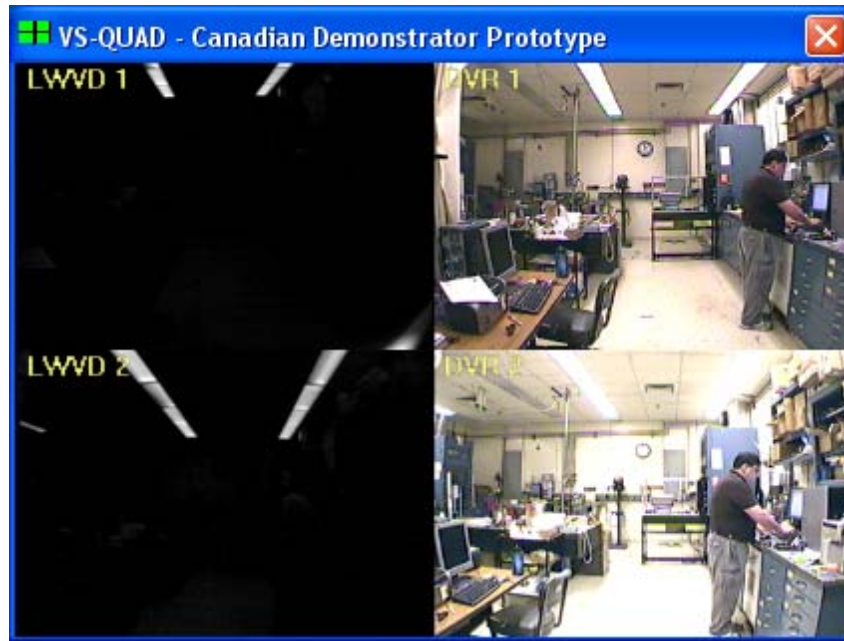 VS-QUAD - Canadian Demonstrator Prototype
LWVD 1
DVR 1
LWVD 2
DVR 2